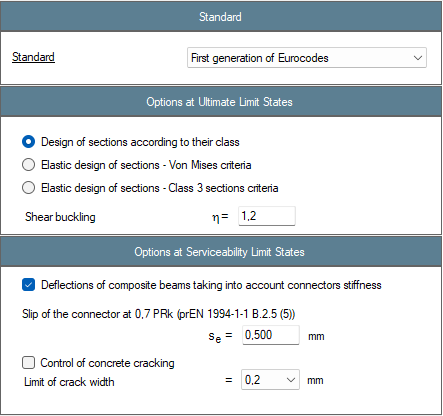 Standard
Standard First generation of Eurocodes
Options at Ultimate Limit States
Design of sections according to their class
Elastic design of sections - Von Mises criteria
Elastic design of sections - Class 3 sections criteria
Shear buckling η = 1,2
Options at Serviceability Limit States
Deflections of composite beams taking into account connectors stiffness
Slip of the connector at 0,7 PRk (prEN 1994-1-1 B.2.5 (5))
se = 0,500 mm
Control of concrete cracking
Limit of crack width = 0,2 mm